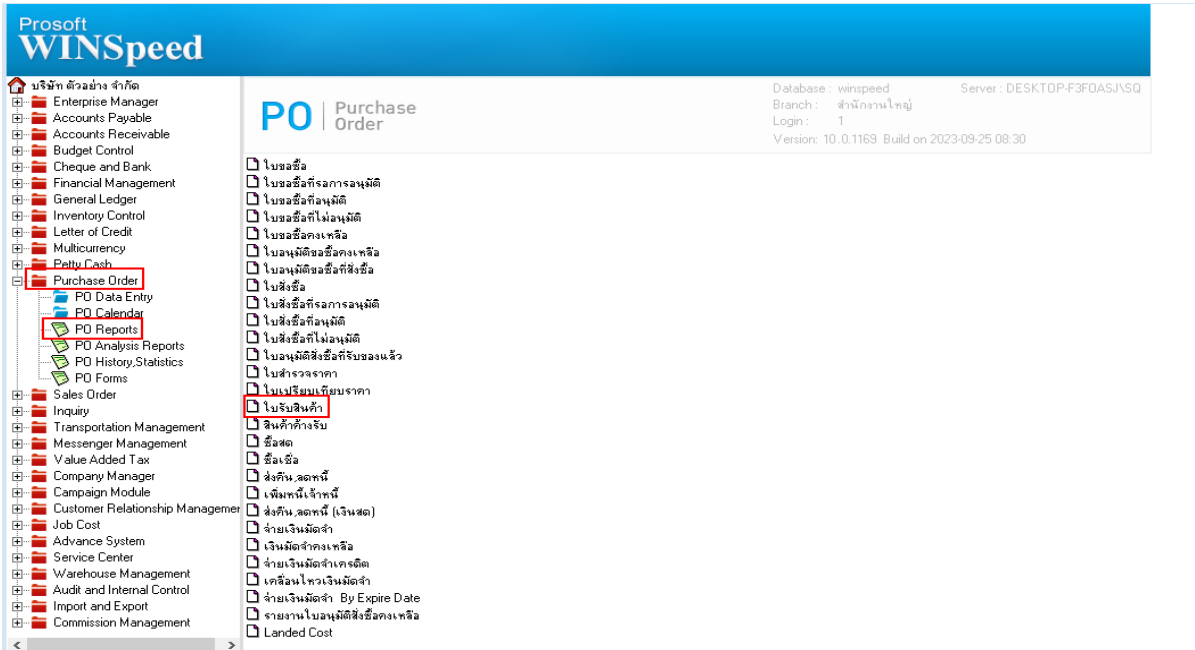 Prosoft
WINSpeed
บริษัท ตัวอย่าง จำกัด
Enterprise Manager
Accounts Payable
Accounts Receivable
Budget Control
Cheque and Bank
Financial Management
General Ledger
Inventory Control
Letter of Credit
Multicurrency
Petty Cash
Purchase Order
PO Data Entry
PO Calendar
PO Reports
PO Analysis Reports
PO History,Statistics
PO Forms
Sales Order
Inquiry
Transportation Management
Messenger Management
Value Added Tax
Company Manager
Campaign Module
Customer Relationship Managemer
Job Cost
Advance System
Service Center
Warehouse Management
Audit and Internal Control
Import and Export
Commission Management
PO Purchase Order
Database : winspeed Server : DESKTOP-F3FOASJ\SQ
Branch : สำนักงานใหญ่
Login : 1
Version: 10.0.1169 Build on 2023-09-25 08:30
ใบขอซื้อ
ใบขอซื้อที่รอการอนุมัติ
ใบขอซื้อที่อนุมัติ
ใบขอซื้อที่ไม่อนุมัติ
ใบขอซื้อคงเหลือ
ใบอนุมัติขอซื้อคงเหลือ
ใบอนุมัติขอซื้อที่สั่งซื้อ
ใบสั่งซื้อ
ใบสั่งซื้อที่รอการอนุมัติ
ใบสั่งซื้อที่อนุมัติ
ใบสั่งซื้อที่ไม่อนุมัติ
ใบอนุมัติสั่งซื้อที่รับของแล้ว
ใบสำรวจราคา
ใบเปรียบเทียบราคา
ใบรับสินค้า
สินค้าค้างรับ
ซื้อสด
ซื้อเชื่อ
ส่งคืน,ลดหนี้
เพิ่มหนี้เจ้าหนี้
ส่งคืน,ลดหนี้ (เงินสด)
จ่ายเงินมัดจำ
เงินมัดจำคงเหลือ
จ่ายเงินมัดจำเครดิต
เคลื่อนไหวเงินมัดจำ
จ่ายเงินมัดจำ By Expire Date
รายงานใบอนุมัติสั่งซื้อคงเหลือ
Landed Cost